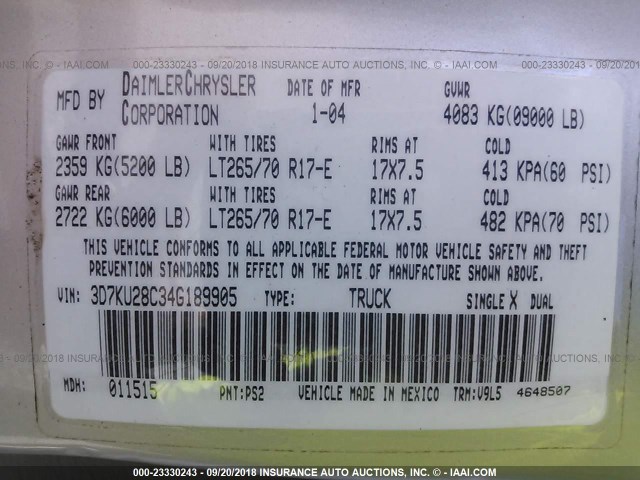 000-23330243 - 09/20/2018 INSURANCE AUTO AUCTIONS, INC. © - IAAI.COM
MFD BY DAIMLERCHRYSLER CORPORATION DATE OF MFR 1-04 GVWR 4083 KG(09000 LB)
GAWR FRONT WITH TIRES RIMS AT COLD
2359 KG(5200 LB) LT265/70 R17-E 17X7.5 413 KPA(60 PSI)
GAWR REAR WITH TIRES RIMS AT COLD
2722 KG(6000 LB) LT265/70 R17-E 17X7.5 482 KPA(70 PSI)
THIS VEHICLE CONFORMS TO ALL APPLICABLE FEDERAL MOTOR VEHICLE SAFETY AND THEFT
PREVENTION STANDARDS IN EFFECT ON THE DATE OF MANUFACTURE SHOWN ABOVE.
VIN: 3D7KU28C34G189905 TYPE: TRUCK SINGLE X DUAL
MDH: 011515 PNT:PS2 VEHICLE MADE IN MEXICO TRM:V9L5 4648507
000-23330243 - 09/20/2018 INSURANCE AUTO AUCTIONS, INC. © - IAAI.COM